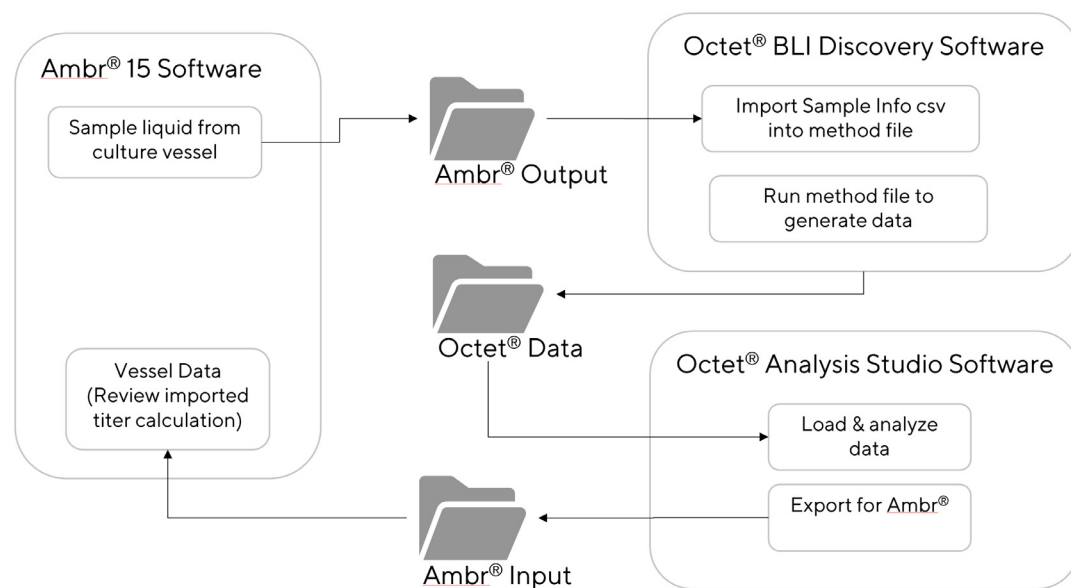 Ambr® 15 Software
Sample liquid from
culture vessel
Ambr® Output
Octet® BLI Discovery Software
Import Sample Info csv
into method file
Run method file to
generate data
Octet® Data
Octet® Analysis Studio Software
Load & analyze
data
Export for Ambr®
Ambr® Input
Vessel Data
(Review imported
titer calculation)